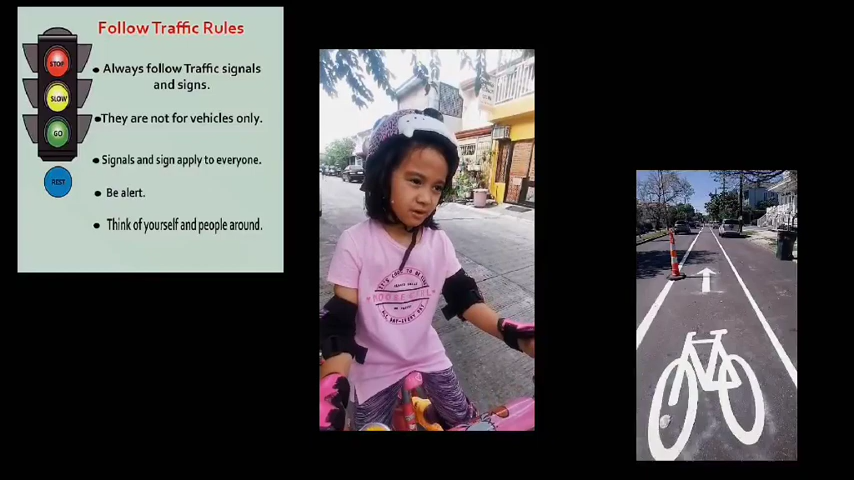 Follow Traffic Rules
STOP
SLOW
GO
REST
Always follow Traffic signals
and signs.
They are not for vehicles only.
Signals and sign apply to everyone.
Be alert.
Think of yourself and people around.